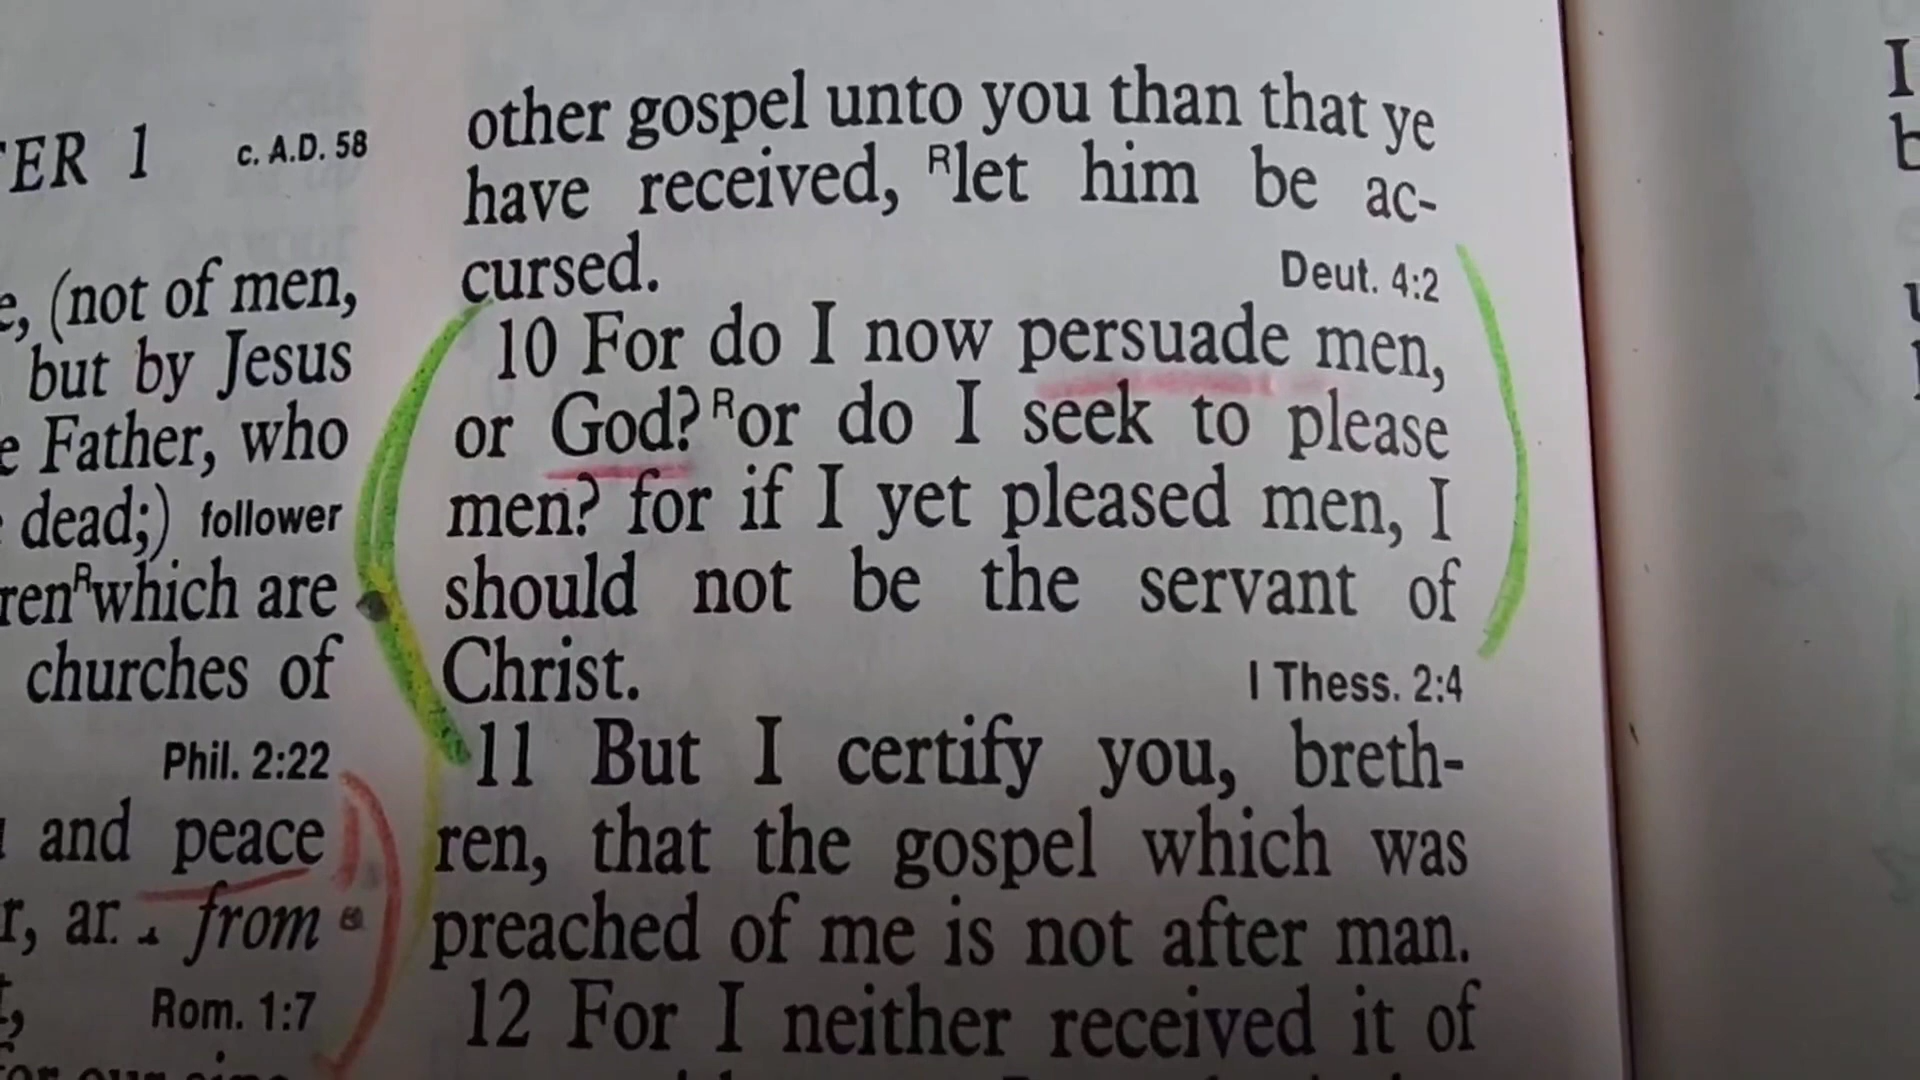 ER 1 c. A.D. 58
(not of men,
but by Jesus
Father, who
dead;) follower
which are
churches of
Phil. 2:22
and peace
from
Rom. 1:7
other gospel unto you than that ye
have received, Rlet him be ac-
cursed. Deut. 4:2
10 For do I now persuade men,
or God? Ror do I seek to please
men? for if I yet pleased men, I
should not be the servant of
Christ. I Thess. 2:4
11 But I certify you, breth-
ren, that the gospel which was
preached of me is not after man.
12 For I neither received it of